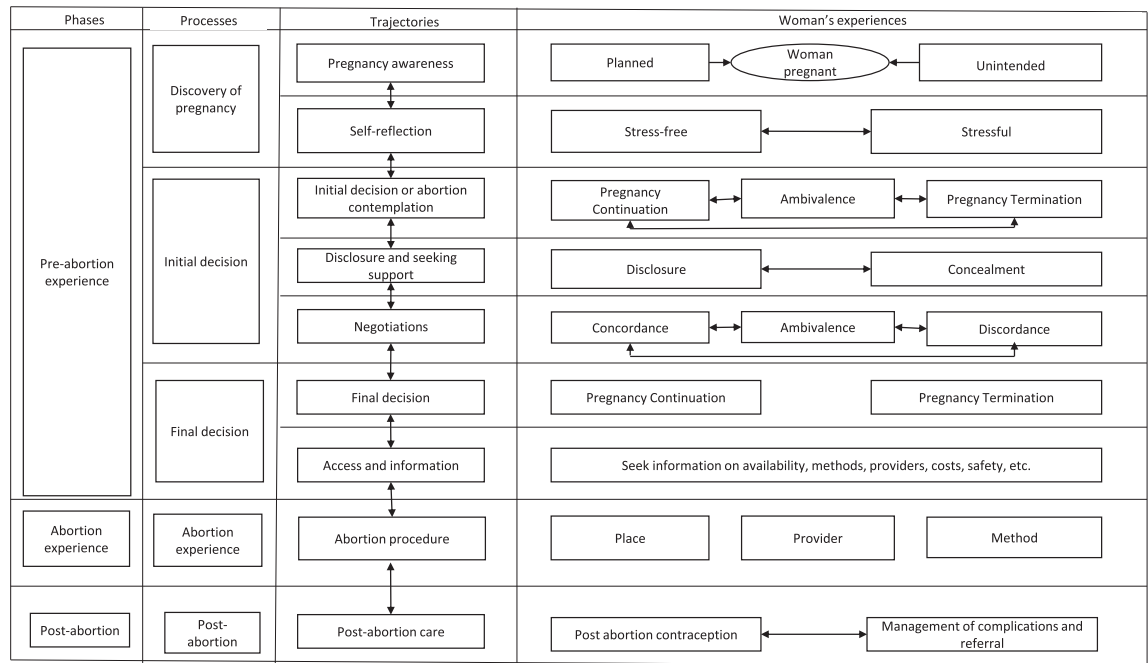 Phases
Processes
Trajectories
Woman's experiences
Pre-abortion
experience
Discovery of
pregnancy
Pregnancy awareness
Planned
Woman
pregnant
Unintended
Self-reflection
Stress-free
Stressful
Initial decision
Initial decision or abortion
contemplation
Pregnancy
Continuation
Ambivalence
Pregnancy Termination
Disclosure and seeking
support
Disclosure
Concealment
Negotiations
Concordance
Ambivalence
Discordance
Final decision
Final decision
Pregnancy Continuation
Pregnancy Termination
Access and information
Seek information on availability, methods, providers, costs, safety, etc.
Abortion
experience
Abortion
experience
Abortion procedure
Place
Provider
Method
Post-abortion
Post-
abortion
Post-abortion care
Post abortion contraception
Management of complications and
referral